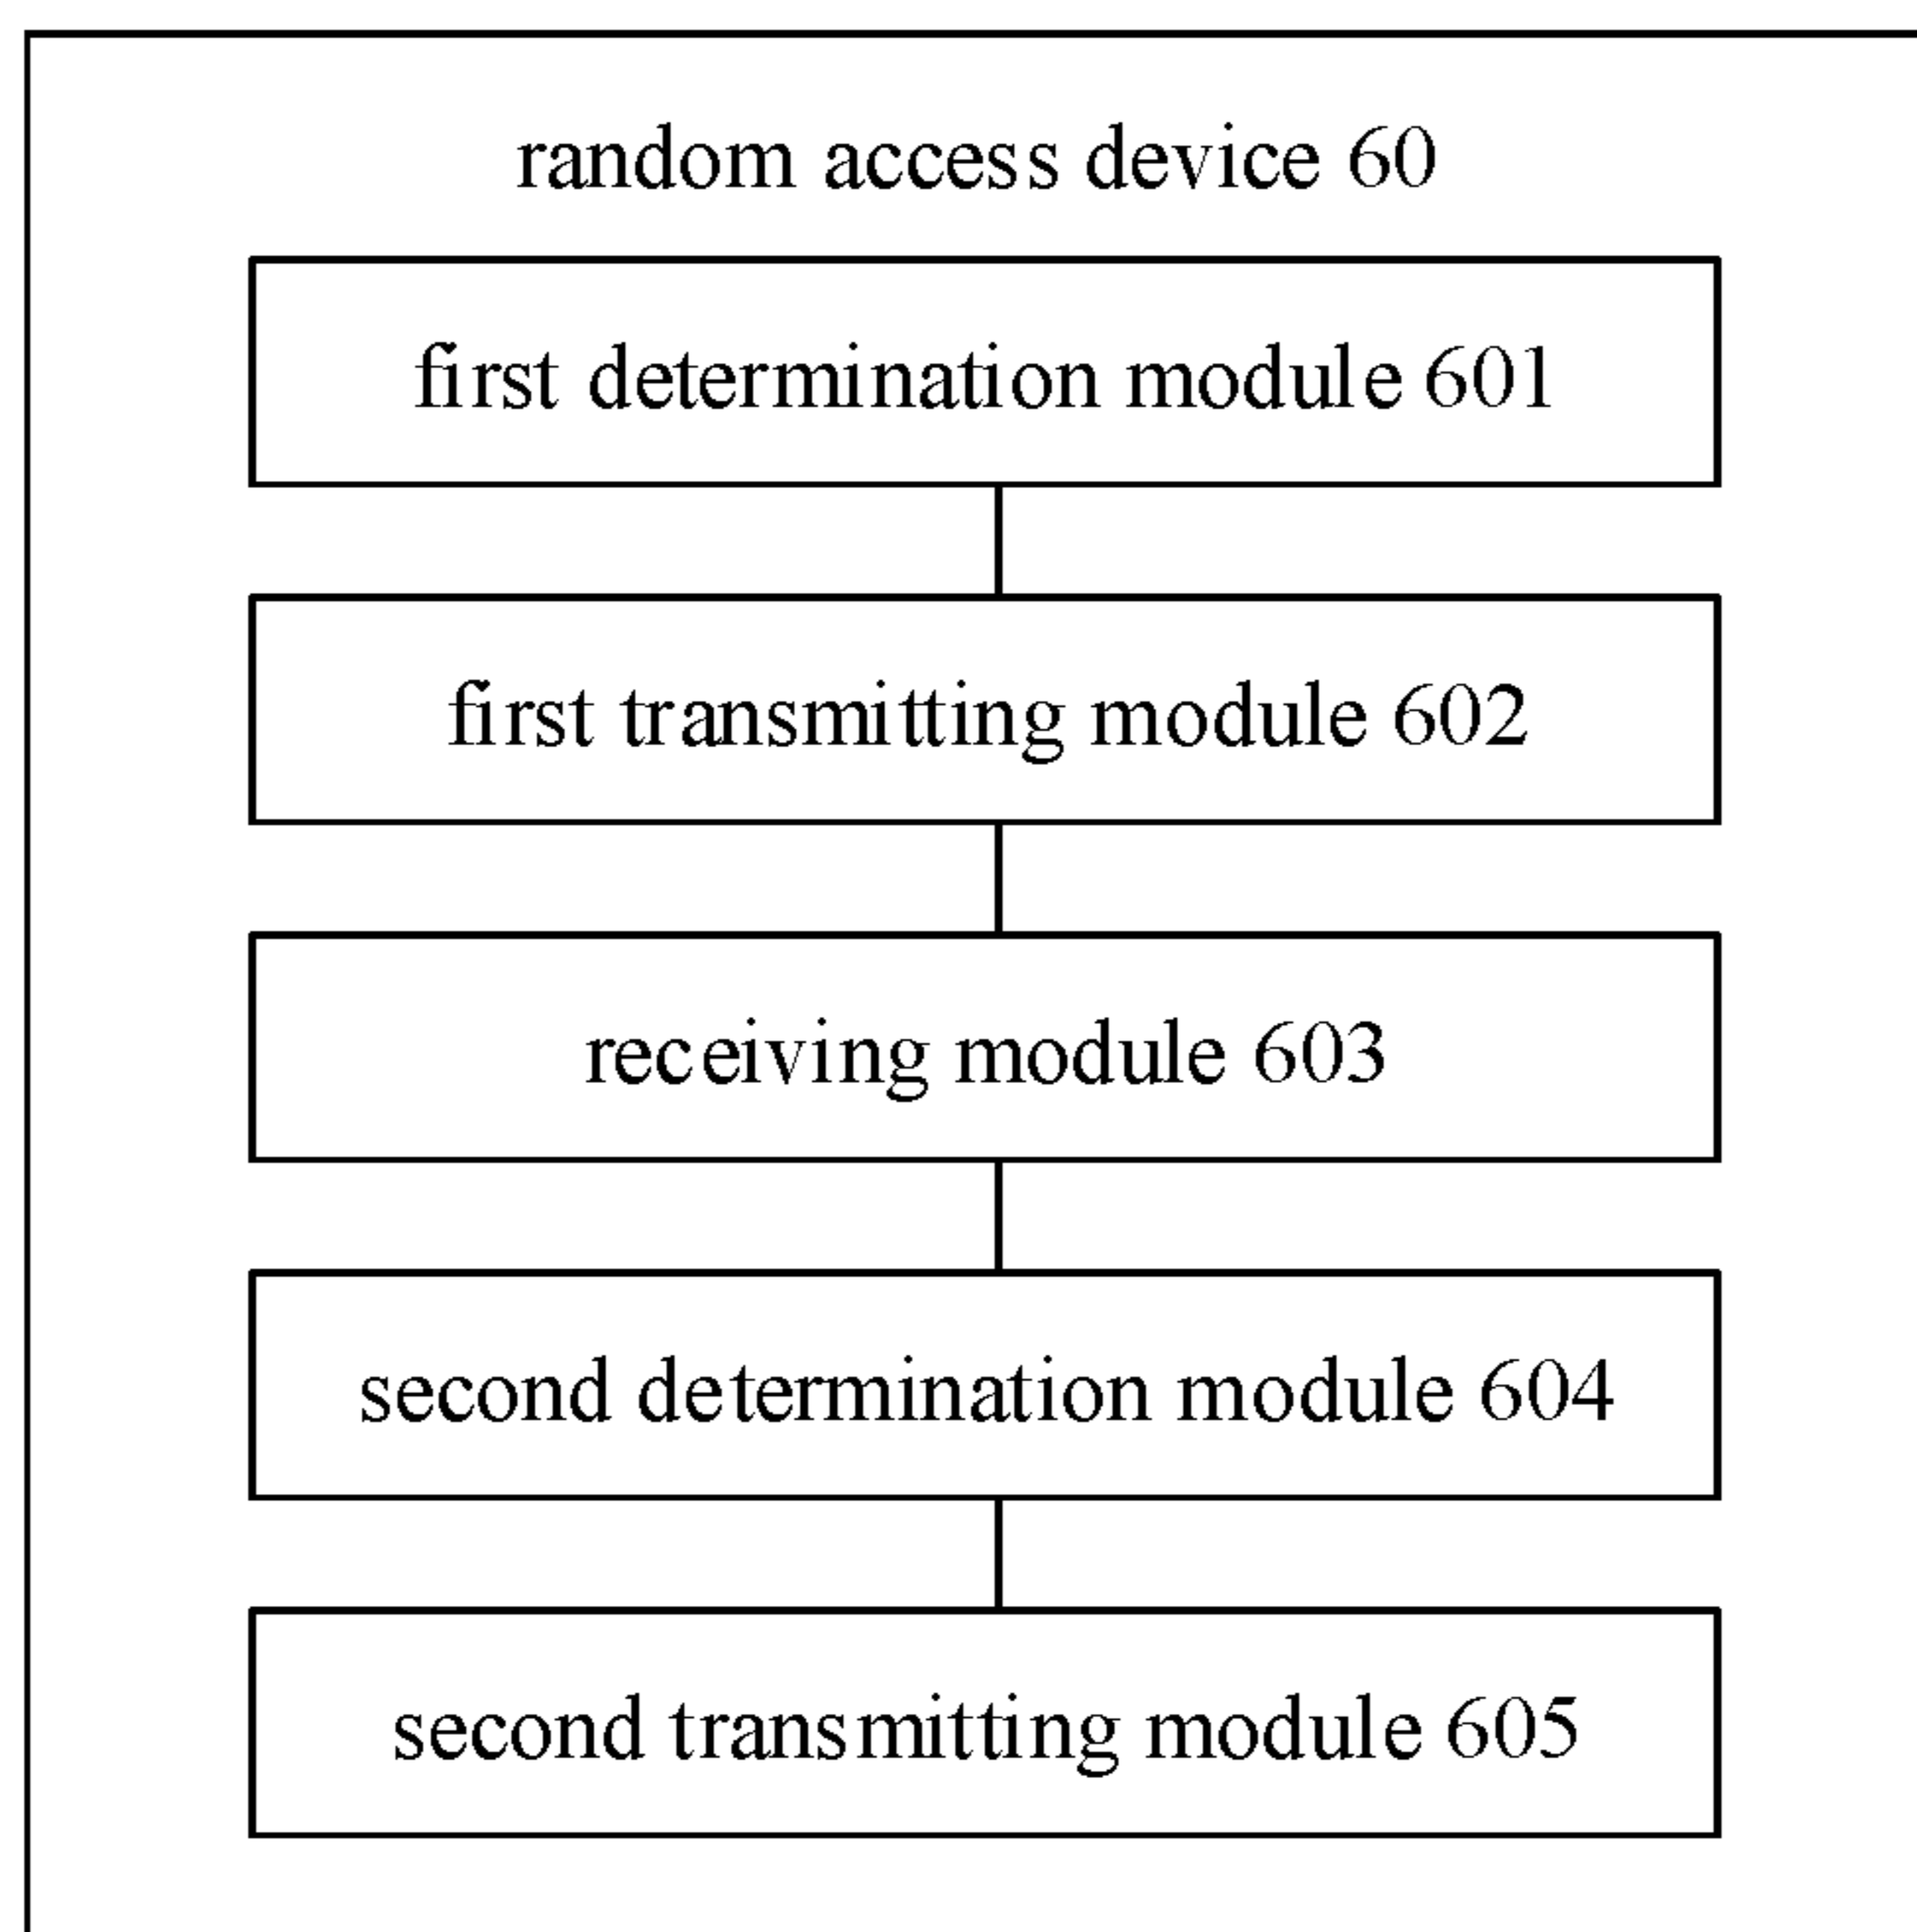 random access device 60
first determination module 601
first transmitting module 602
receiving module 603
second determination module 604
second transmitting module 605